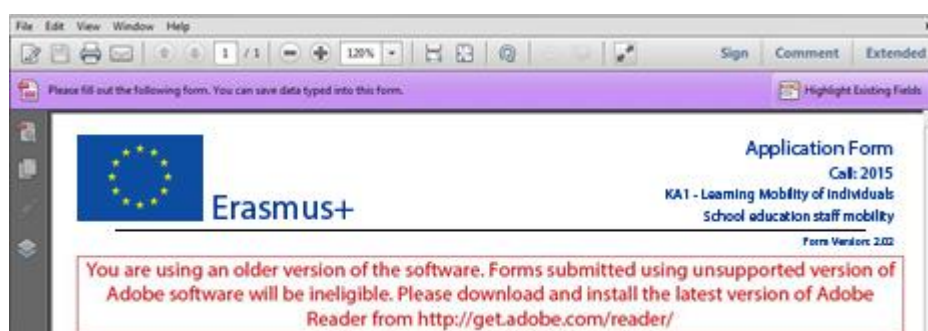 File Edit View Window Help
1 / 1 120% Sign Comment Extended
Please fill out the following form. You can save data typed into this form. Highlight Existing Fields
Application Form
Call: 2015
KA1 - Learning Mobility of Individuals
Erasmus+
School education staff mobility
Form Version: 2.02
You are using an older version of the software. Forms submitted using unsupported version of
Adobe software will be ineligible. Please download and install the latest version of Adobe
Reader from http://get.adobe.com/reader/